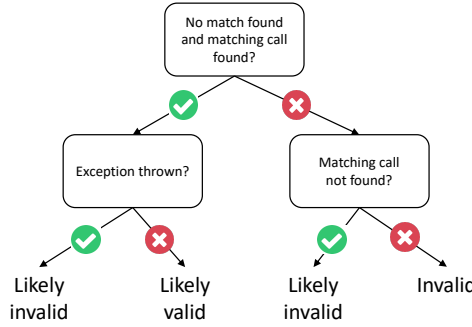 No match found
and matching call
found?
Exception thrown?
Matching call
not found?
Likely
invalid
Likely
valid
Likely
invalid
Invalid